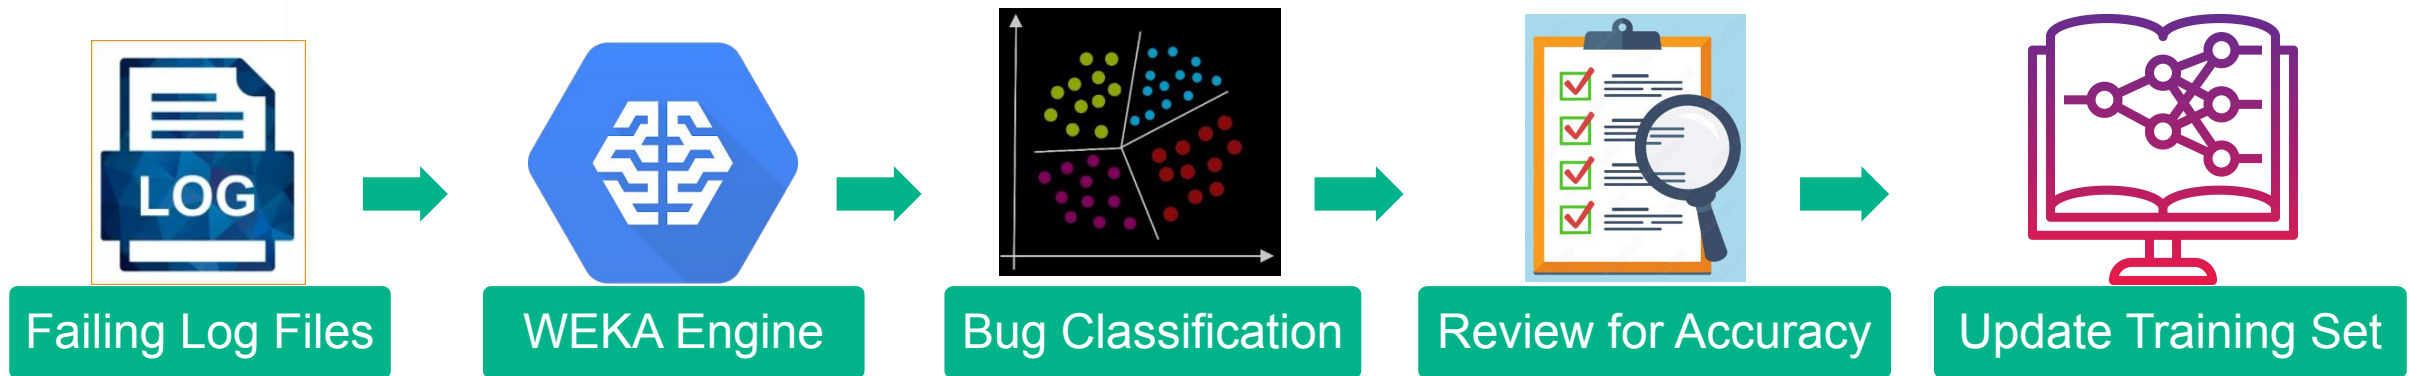 LOG
Failing Log Files
WEKA Engine
Bug Classification
Review for Accuracy
Update Training Set